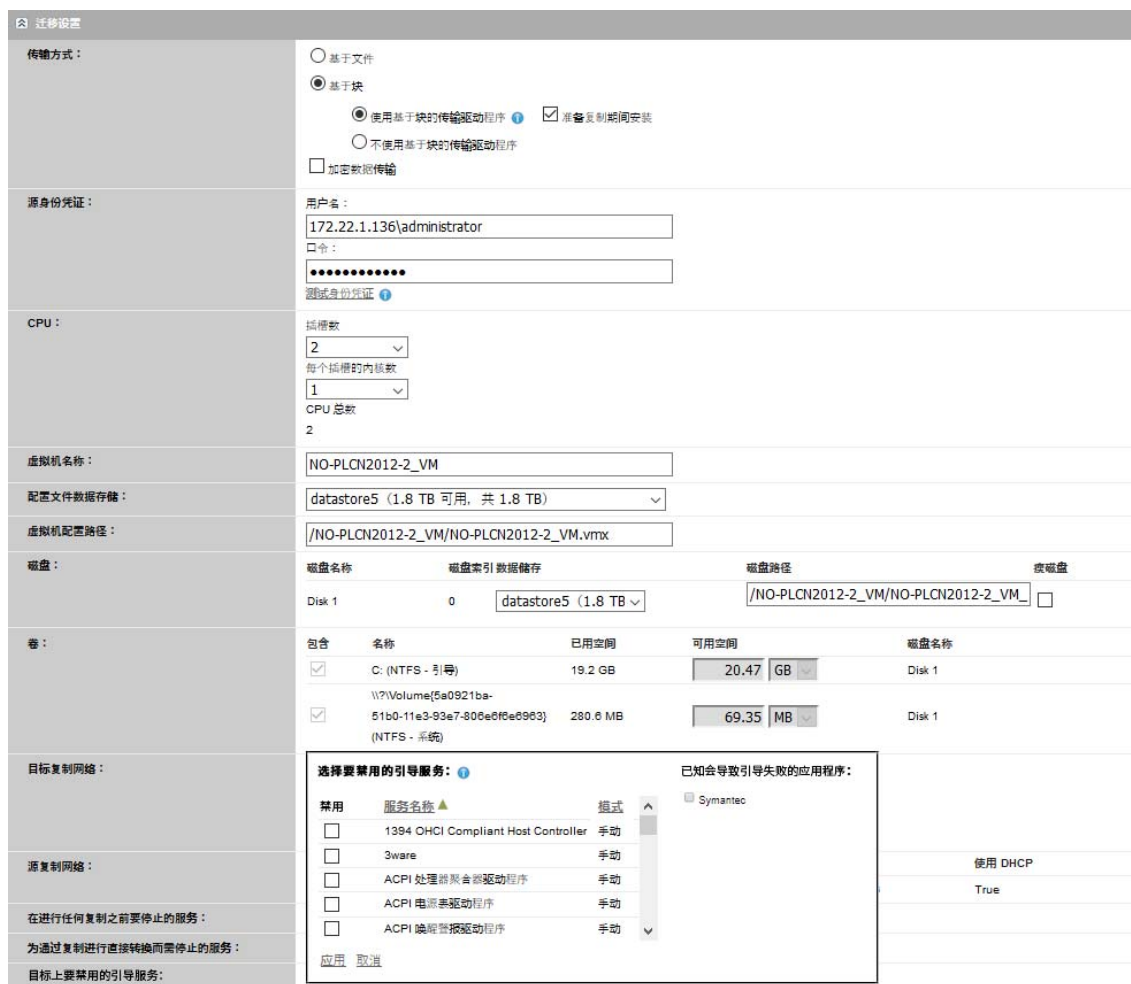 迁移设置
传输方式：
基于文件
基于块
使用基于块的传输驱动程序 准备复制期间安装
不使用基于块的传输驱动程序
加密数据传输
源身份凭证：
用户名：
172.22.1.136\administrator
口令：
●●●●●●●●●●●●
测试身份凭证
CPU：
插槽数
2
每个插槽的内核数
1
CPU 总数
2
虚拟机名称：
NO-PLCN2012-2_VM
配置文件数据存储：
datastore5（1.8 TB 可用，共 1.8 TB）
虚拟机配置路径：
/NO-PLCN2012-2_VM/NO-PLCN2012-2_VM.vmx
磁盘：
磁盘名称 磁盘索引 数据储存 磁盘路径 瘦磁盘
Disk 1 0 datastore5（1.8 TB /NO-PLCN2012-2_VM/NO-PLCN2012-2_VM_
卷：
包含 名称 已用空间 可用空间 磁盘名称
C: (NTFS - 引导) 19.2 GB 20.47 GB Disk 1
\\?\Volume{5a0921ba-
51b0-11e3-93e7-806e6f6e6963} 280.6 MB 69.35 MB Disk 1
(NTFS - 系统)
目标复制网络：
选择要禁用的引导服务： 已知会导致引导失败的应用程序：
禁用 服务名称 模式
Symantec
1394 OHCI Compliant Host Controller 手动
3ware 手动
ACPI 处理器聚合器驱动程序 手动
ACPI 电源表驱动程序 手动
ACPI 唤醒警报驱动程序 手动
应用 取消
源复制网络：
使用 DHCP
True
在进行任何复制之前要停止的服务：
为通过复制进行直接转换而需停止的服务：
目标上要禁用的引导服务：